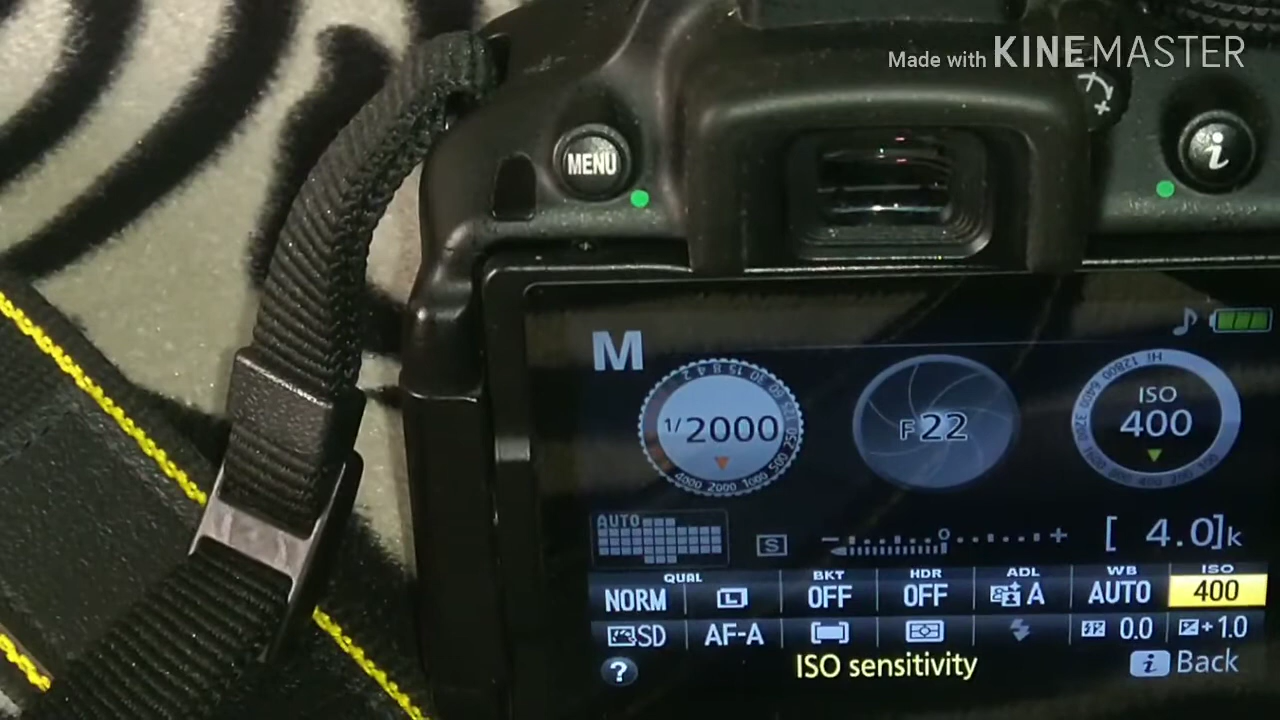 Made with KINEMASTER
MENU
i
M
1/2000
F22
ISO
400
AUTO
S
[ 4.0]k
QUAL BKT HDR ADL WB ISO
NORM L OFF OFF A AUTO 400
SD AF-A 0.0 +1.0
? ISO sensitivity i Back